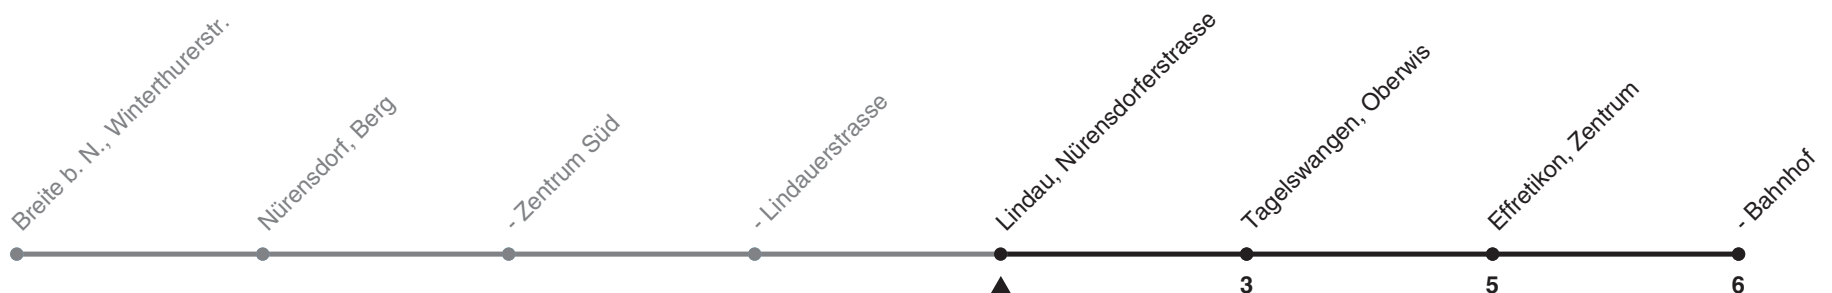 Breite b. N., Winterthurerstr.
Nürensdorf, Berg
- Zentrum Süd
- Lindauerstrasse
Lindau, Nürensdorferstrasse
Tagelswangen, Oberwis
Effretikon, Zentrum
- Bahnhof
3
5
6